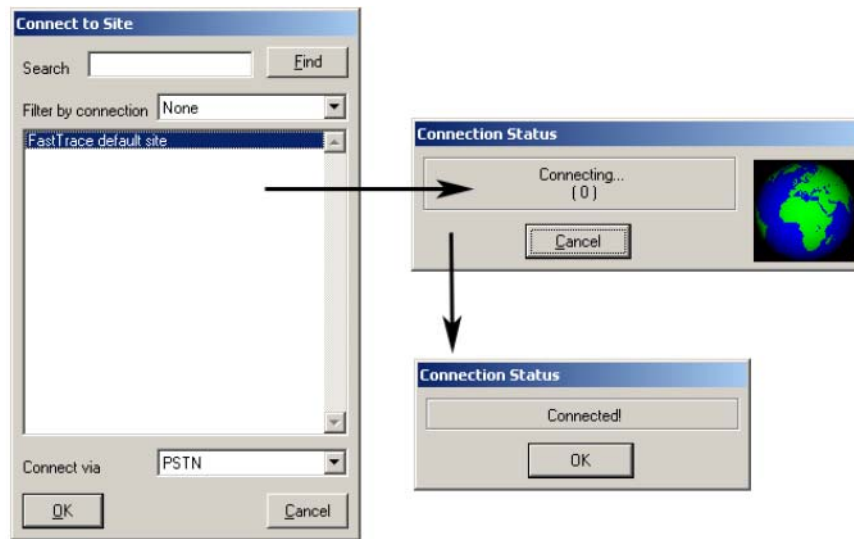 Connect to Site
Search
Find
Filter by connection None
FastTrace default site
Connect via PSTN
OK
Cancel
Connection Status
Connecting...
( 0 )
Cancel
Connection Status
Connected!
OK